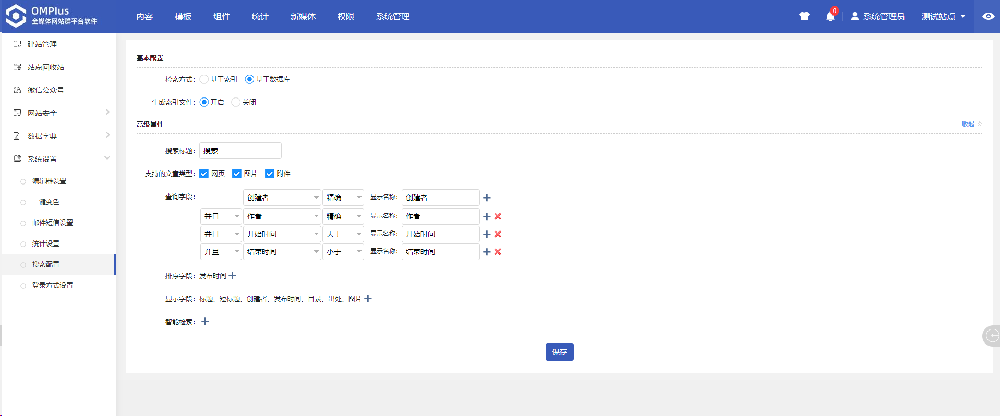 OMPlus
全媒体网站群平台软件
内容 模板 组件 统计 新媒体 权限 系统管理 0 系统管理员 测试站点
建站管理
站点回收站
微信公众号
网站安全
数据字典
系统设置
编辑器设置
一键变色
邮件短信设置
统计设置
搜索配置
登录方式设置
基本配置
检索方式: 基于索引 基于数据库
生成索引文件: 开启 关闭
高级属性 收起
搜索标题: 搜索
支持的文章类型: 网页 图片 附件
查询字段: 创建者 精确 显示名称: 创建者
并且 作者 精确 显示名称: 作者
并且 开始时间 大于 显示名称: 开始时间
并且 结束时间 小于 显示名称: 结束时间
排序字段: 发布时间
显示字段: 标题、短标题、创建者、发布时间、目录、出处、图片
智能检索:
保存